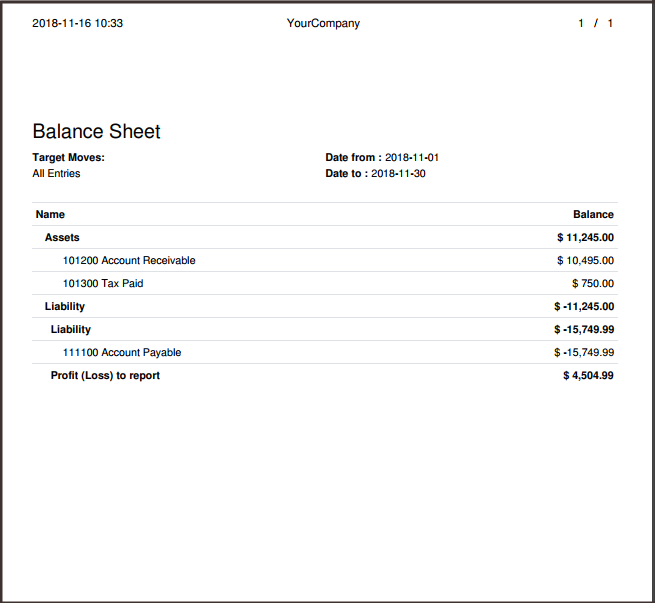 2018-11-16 10:33 YourCompany 1 / 1
Balance Sheet
Target Moves: Date from : 2018-11-01
All Entries Date to : 2018-11-30
Name Balance
Assets $ 11,245.00
101200 Account Receivable $ 10,495.00
101300 Tax Paid $ 750.00
Liability $ -11,245.00
Liability $ -15,749.99
111100 Account Payable $ -15,749.99
Profit (Loss) to report $ 4,504.99